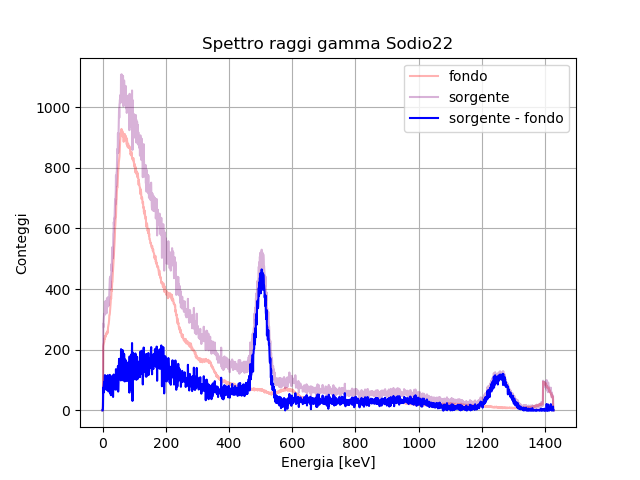 Spettro raggi gamma Sodio22
fondo
sorgente
sorgente - fondo
Conteggi
1000
800
600
400
200
0
0 200 400 600 800 1000 1200 1400
Energia [keV]